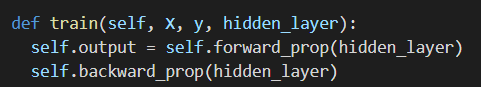 def train(self, X, y, hidden_layer):
  self.output = self.forward_prop(hidden_layer)
  self.backward_prop(hidden_layer)